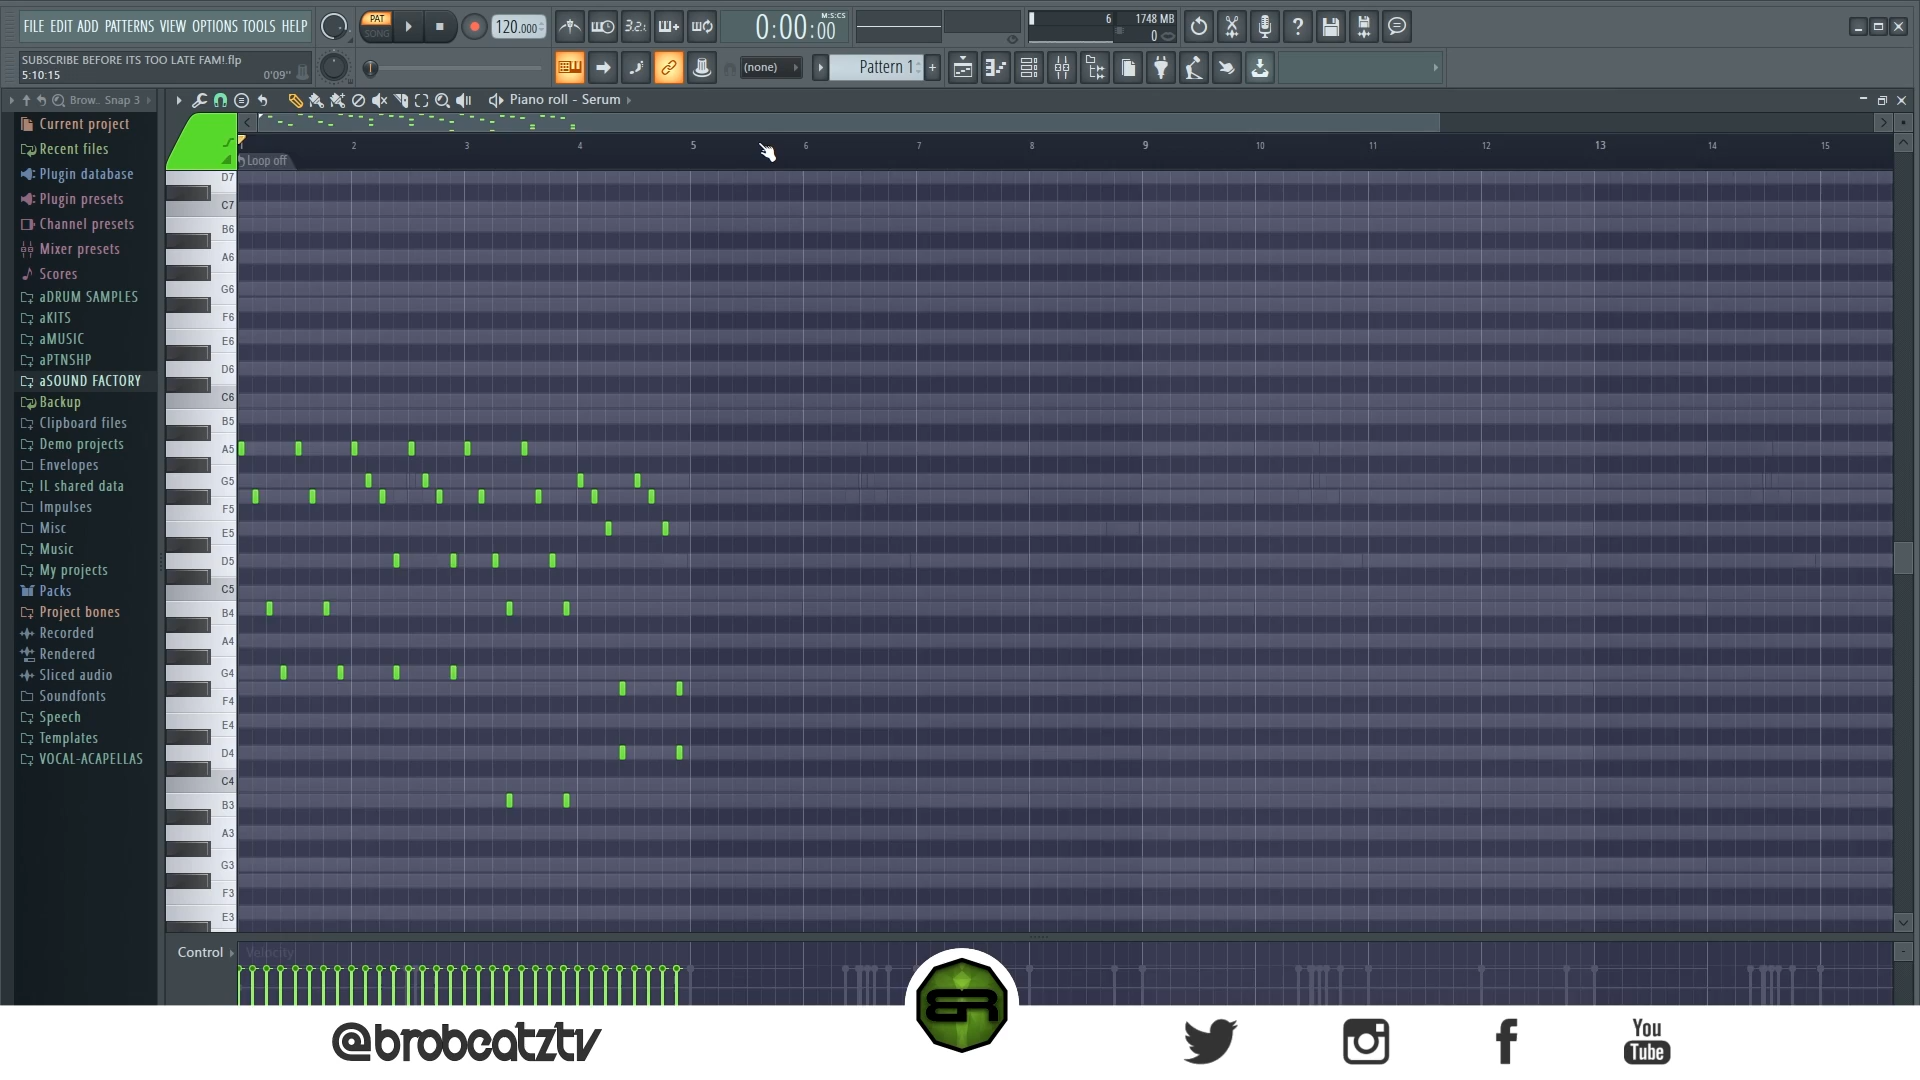 FILE EDIT ADD PATTERNS VIEW OPTIONS TOOLS HELP
PAT
SONG
120.000
3.2.
0:00:00
M:S:CS
6
1748 MB
0
SUBSCRIBE BEFORE ITS TOO LATE FAM!.flp
5:10:15
0'09''
(none)
Pattern 1
+
Brow.. Snap 3
Piano roll - Serum
Current project
Recent files
Plugin database
Plugin presets
Channel presets
Mixer presets
Scores
aDRUM SAMPLES
aKITS
aMUSIC
aPTNSHP
aSOUND FACTORY
Backup
Clipboard files
Demo projects
Envelopes
IL shared data
Impulses
Misc
Music
My projects
Packs
Project bones
Recorded
Rendered
Sliced audio
Soundfonts
Speech
Templates
VOCAL-ACAPELLAS
1 2 3 4 5 6 7 8 9 10 11 12 13 14 15
Loop off
D7
C7
B6
A6
G6
F6
E6
D6
C6
B5
A5
G5
F5
E5
D5
C5
B4
A4
G4
F4
E4
D4
C4
B3
A3
G3
F3
E3
Control
Velocity
BR
@brobeatztv
You
Tube